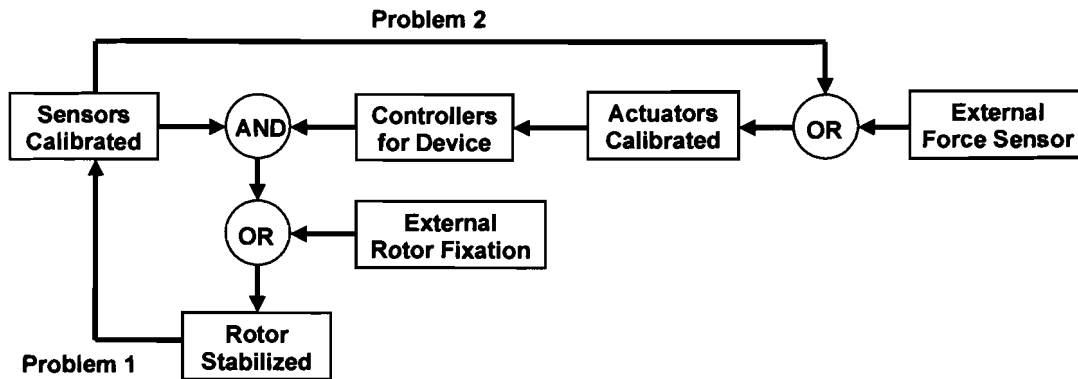 Problem 2
Sensors
Calibrated
AND
Controllers
for Device
Actuators
Calibrated
OR
External
Force Sensor
OR
External
Rotor Fixation
Rotor
Stabilized
Problem 1